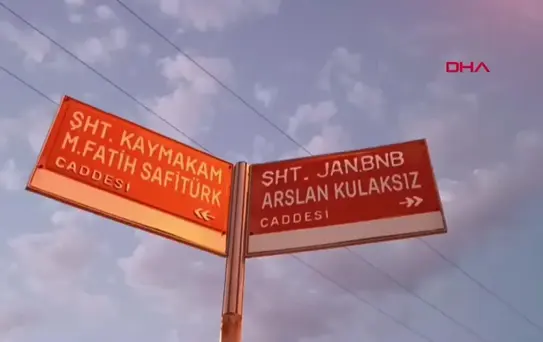 DHA
ŞHT. KAYMAKAM
M.FATİH SAFİTÜRK
CADDESİ
ŞHT. JAN.BNB
ARSLAN KULAKSIZ
CADDESİ